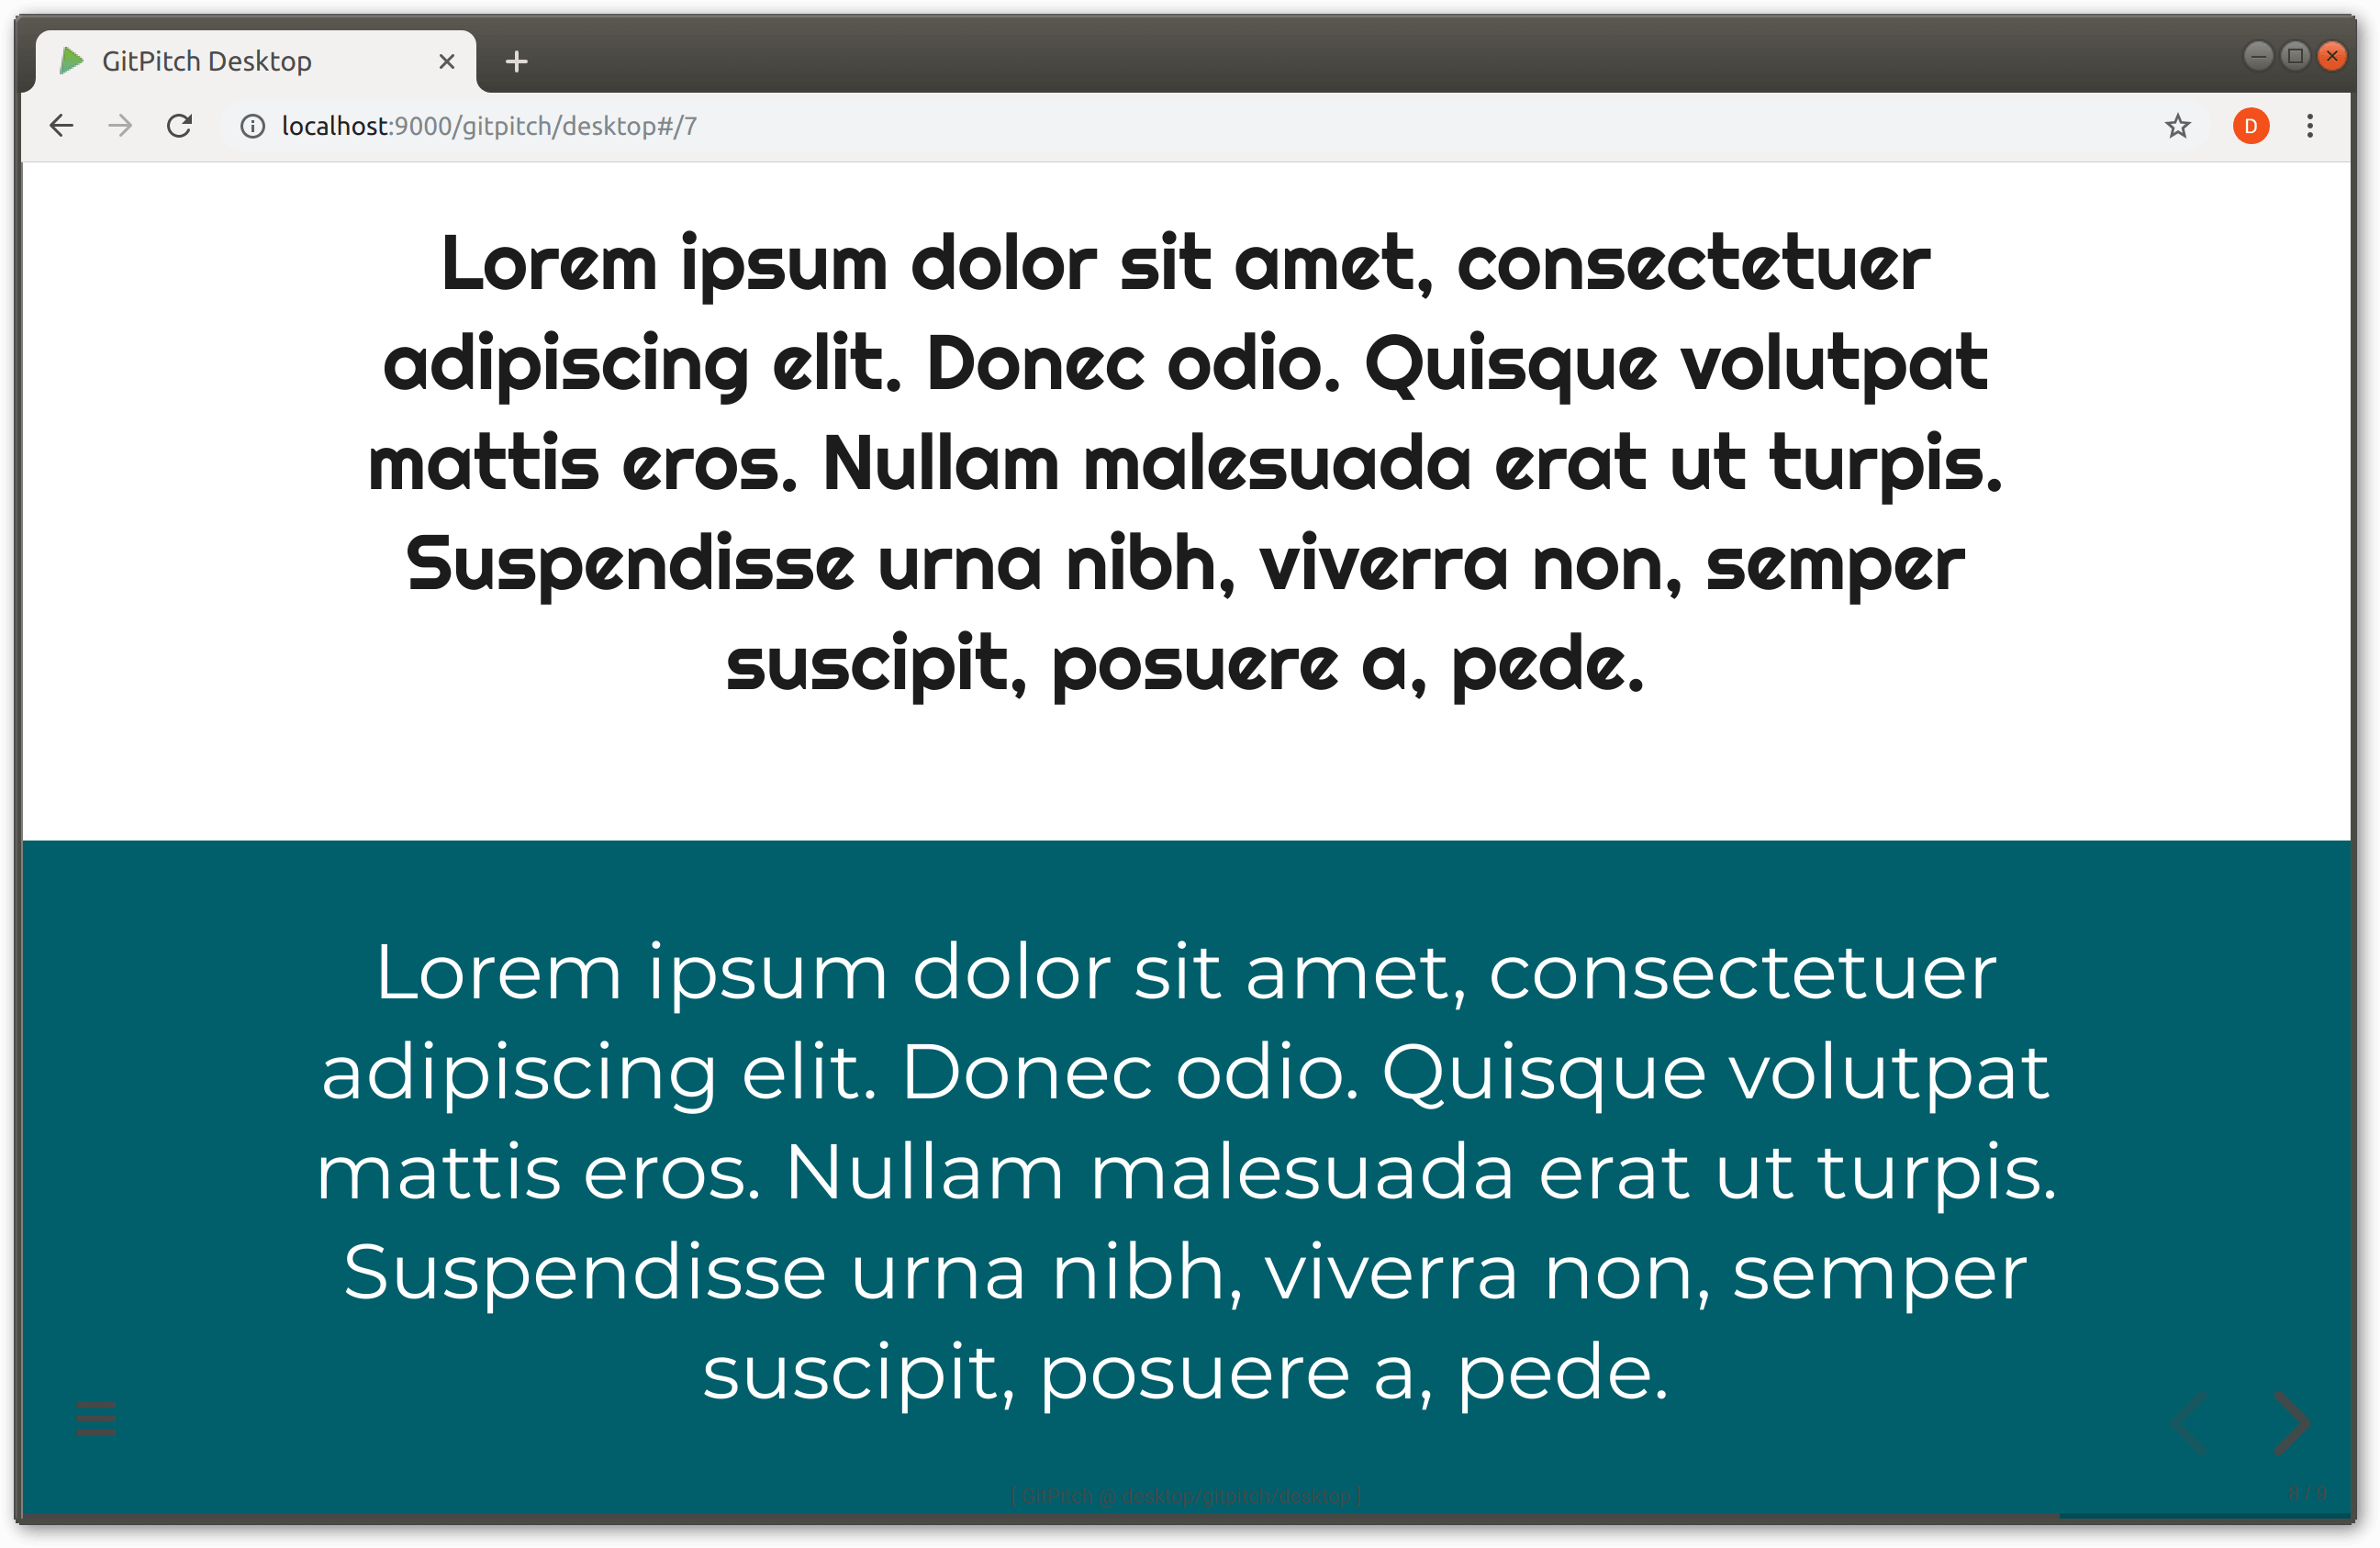 GitPitch Desktop
localhost:9000/gitpitch/desktop#/7
D
Lorem ipsum dolor sit amet, consectetuer
adipiscing elit. Donec odio. Quisque volutpat
mattis eros. Nullam malesuada erat ut turpis.
Suspendisse urna nibh, viverra non, semper
suscipit, posuere a, pede.
Lorem ipsum dolor sit amet, consectetuer
adipiscing elit. Donec odio. Quisque volutpat
mattis eros. Nullam malesuada erat ut turpis.
Suspendisse urna nibh, viverra non, semper
suscipit, posuere a, pede.
[ GitPitch @ desktop/gitpitch/desktop ]
8 / 9